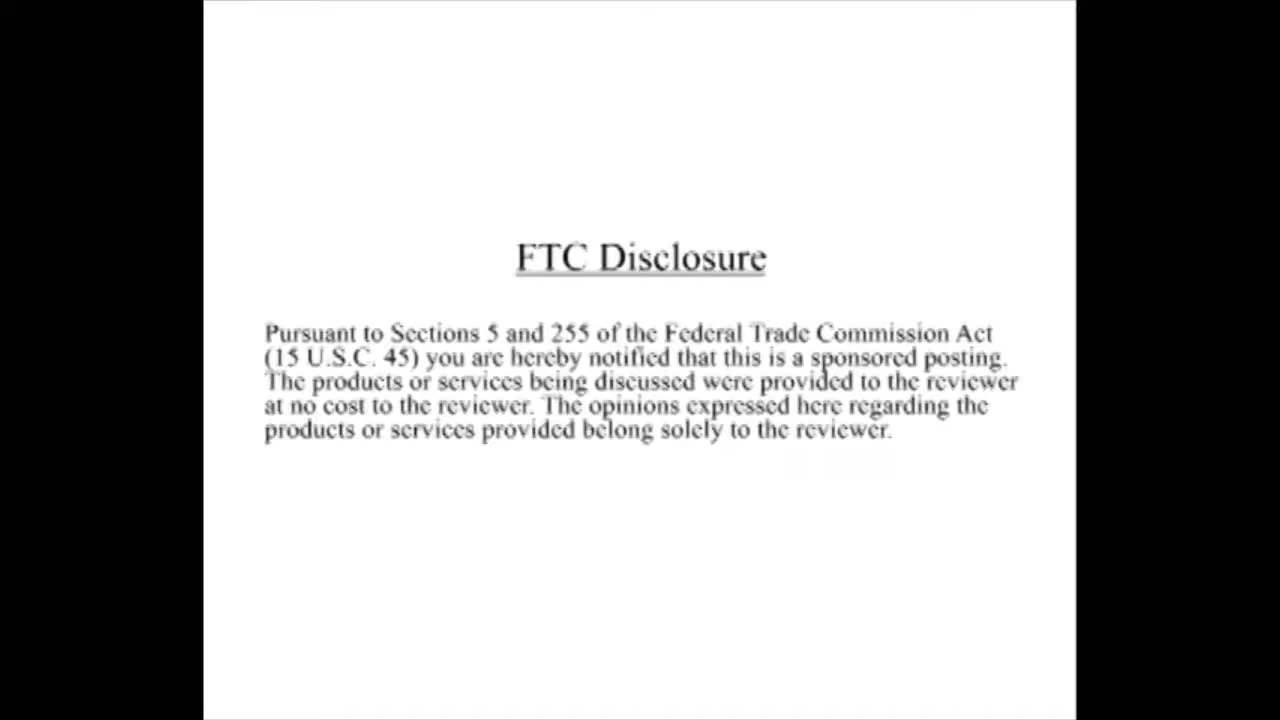 FTC Disclosure
Pursuant to Sections 5 and 255 of the Federal Trade Commission Act
(15 U.S.C. 45) you are hereby notified that this is a sponsored posting.
The products or services being discussed were provided to the reviewer
at no cost to the reviewer. The opinions expressed here regarding the
products or services provided belong solely to the reviewer.